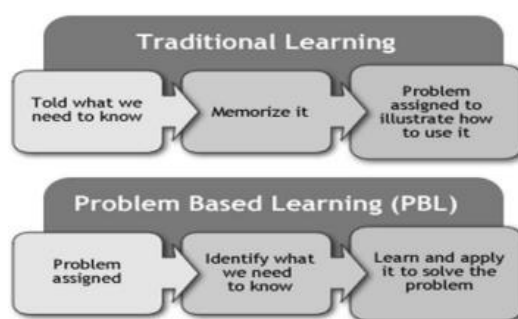 Traditional Learning
Told what we
need to know
Memorize it
Problem
assigned to
illustrate how
to use it
Problem Based Learning (PBL)
Problem
assigned
Identify what
we need
to know
Learn and apply
it to solve the
problem